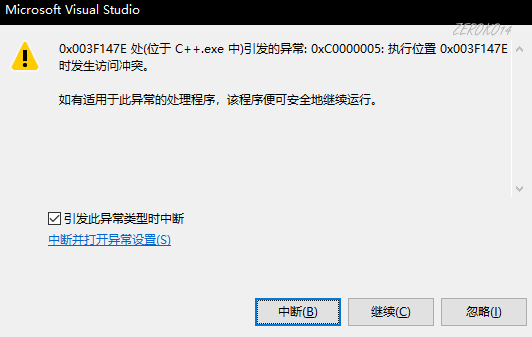 Microsoft Visual Studio
ZERONO14
0x003F147E 处(位于 C++.exe 中)引发的异常: 0xC0000005: 执行位置 0x003F147E
时发生访问冲突。
如有适用于此异常的处理程序，该程序便可安全地继续运行。
引发此异常类型时中断
中断并打开异常设置(S)
中断(B)
继续(C)
忽略(I)